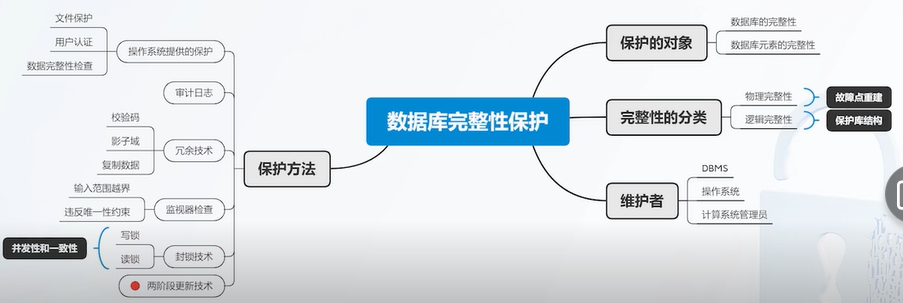 数据库完整性保护
保护的对象
数据库的完整性
数据库元素的完整性
完整性的分类
物理完整性
故障点重建
逻辑完整性
保护库结构
维护者
DBMS
操作系统
计算系统管理员
保护方法
操作系统提供的保护
文件保护
用户认证
数据完整性检查
审计日志
冗余技术
校验码
影子域
复制数据
监视器检查
输入范围越界
违反唯一性约束
封锁技术
写锁
读锁
并发性和一致性
两阶段更新技术